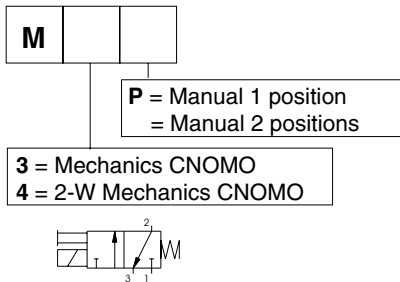 M
P = Manual 1 position
= Manual 2 positions
3 = Mechanics CNOMO
4 = 2-W Mechanics CNOMO
2
3 1